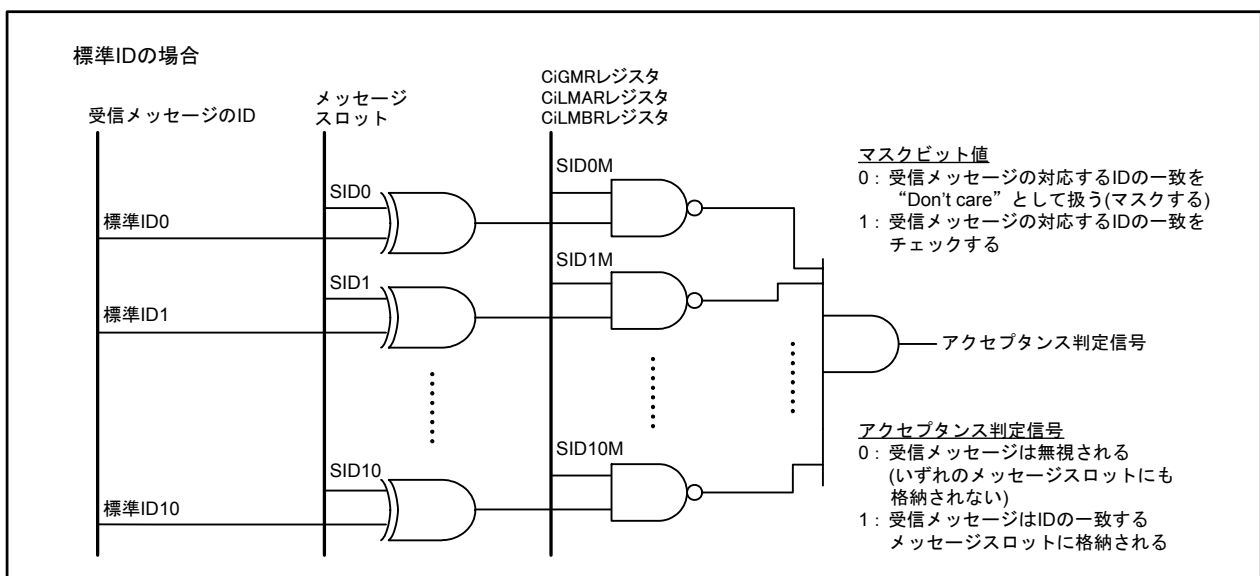 標準IDの場合
受信メッセージのID
メッセージ
スロット
CiGMRレジスタ
CiLMARレジスタ
CiLMBRレジスタ
SID0
標準ID0
SID0M
SID1
標準ID1
SID1M
SID10
標準ID10
SID10M
マスクビット値
0：受信メッセージの対応するIDの一致を
“Don't care”として扱う(マスクする)
1：受信メッセージの対応するIDの一致を
チェックする
アクセプタンス判定信号
アクセプタンス判定信号
0：受信メッセージは無視される
(いずれのメッセージスロットにも
格納されない)
1：受信メッセージはIDの一致する
メッセージスロットに格納される